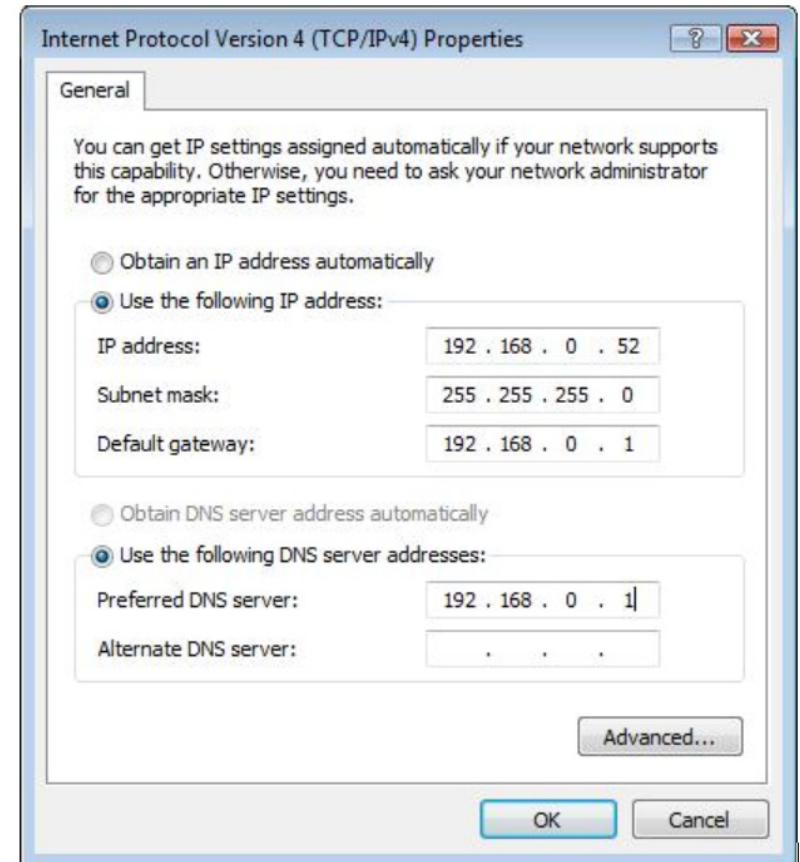 Internet Protocol Version 4 (TCP/IPv4) Properties
General
You can get IP settings assigned automatically if your network supports
this capability. Otherwise, you need to ask your network administrator
for the appropriate IP settings.
Obtain an IP address automatically
Use the following IP address:
IP address: 192 . 168 . 0 . 52
Subnet mask: 255 . 255 . 255 . 0
Default gateway: 192 . 168 . 0 . 1
Obtain DNS server address automatically
Use the following DNS server addresses:
Preferred DNS server: 192 . 168 . 0 . 1
Alternate DNS server: . . .
Advanced...
OK Cancel